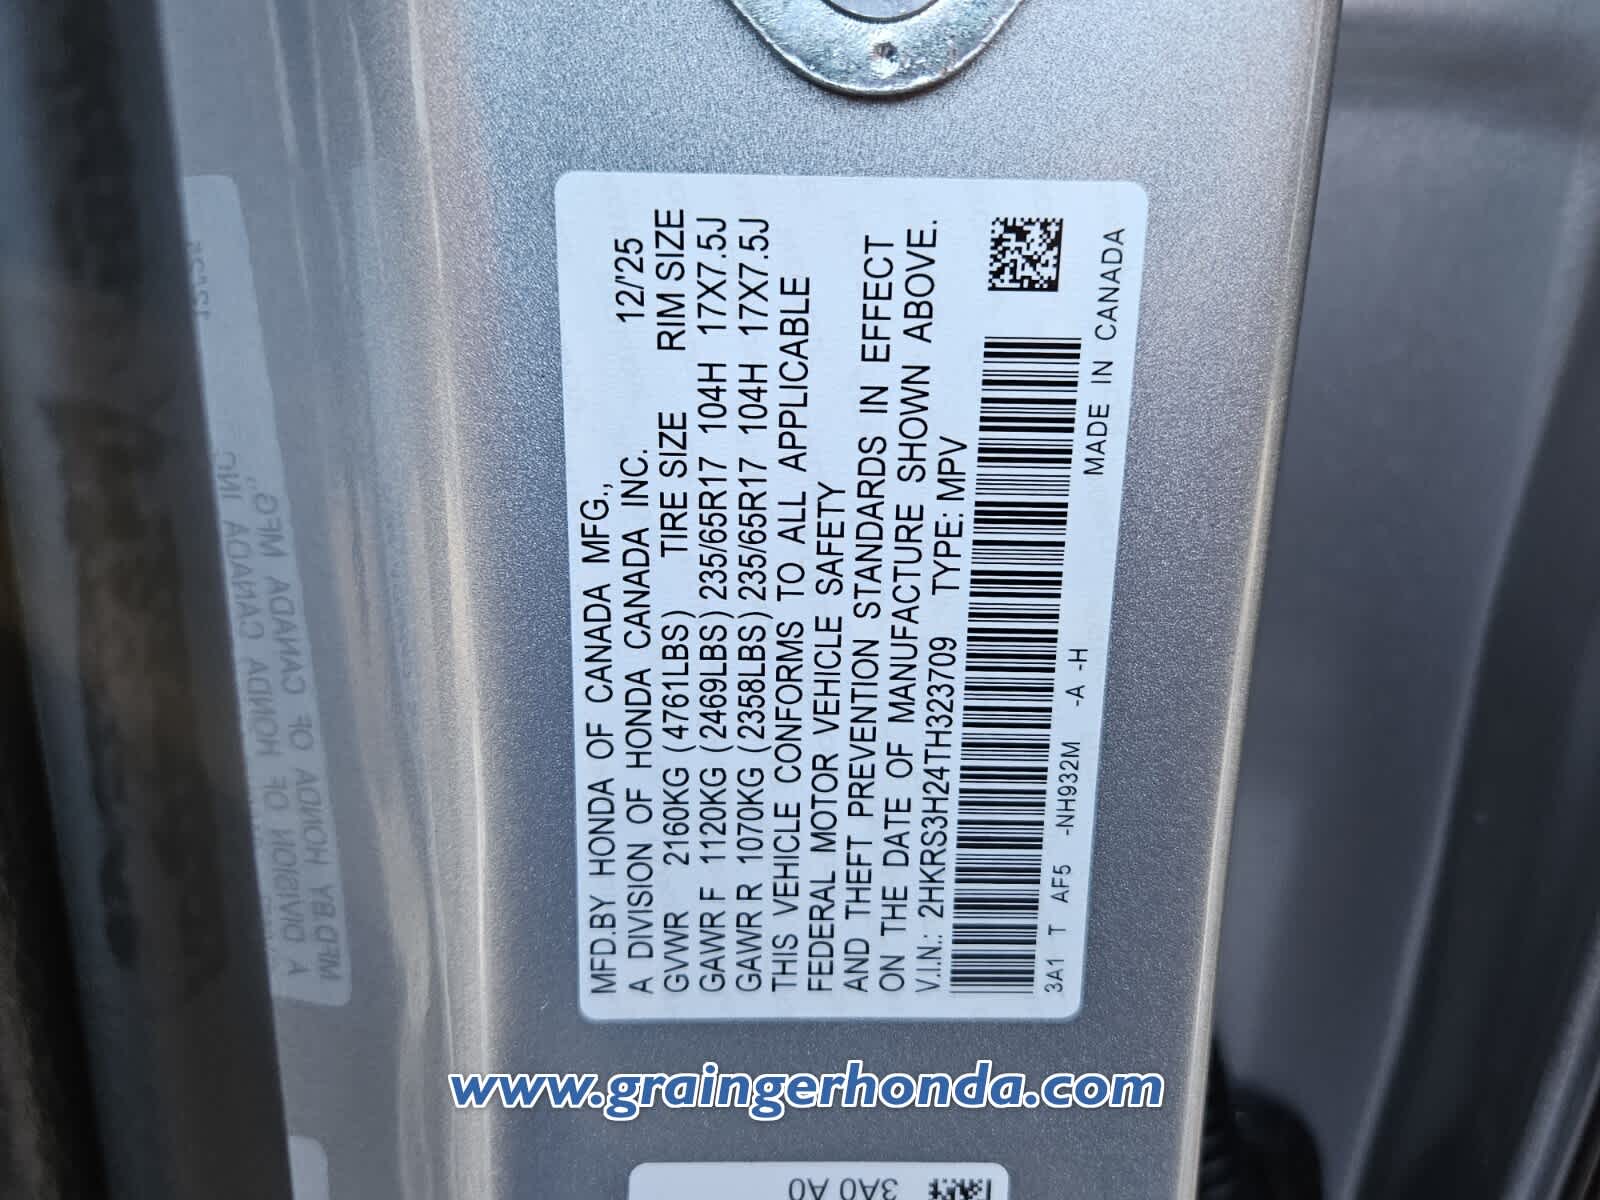 MFD.BY HONDA OF CANADA MFG.,
A DIVISION OF HONDA CANADA INC. 12/'25
GVWR 2160KG (4761LBS) TIRE SIZE RIM SIZE
GAWR F 1120KG (2469LBS) 235/65R17 104H 17X7.5J
GAWR R 1070KG (2358LBS) 235/65R17 104H 17X7.5J
THIS VEHICLE CONFORMS TO ALL APPLICABLE
FEDERAL MOTOR VEHICLE SAFETY
AND THEFT PREVENTION STANDARDS IN EFFECT
ON THE DATE OF MANUFACTURE SHOWN ABOVE.
V.I.N.: 2HKRS3H24TH323709 TYPE: MPV
3A1 T AF5 -NH932M -A -H MADE IN CANADA
www.graingerhonda.com
3A0 A0